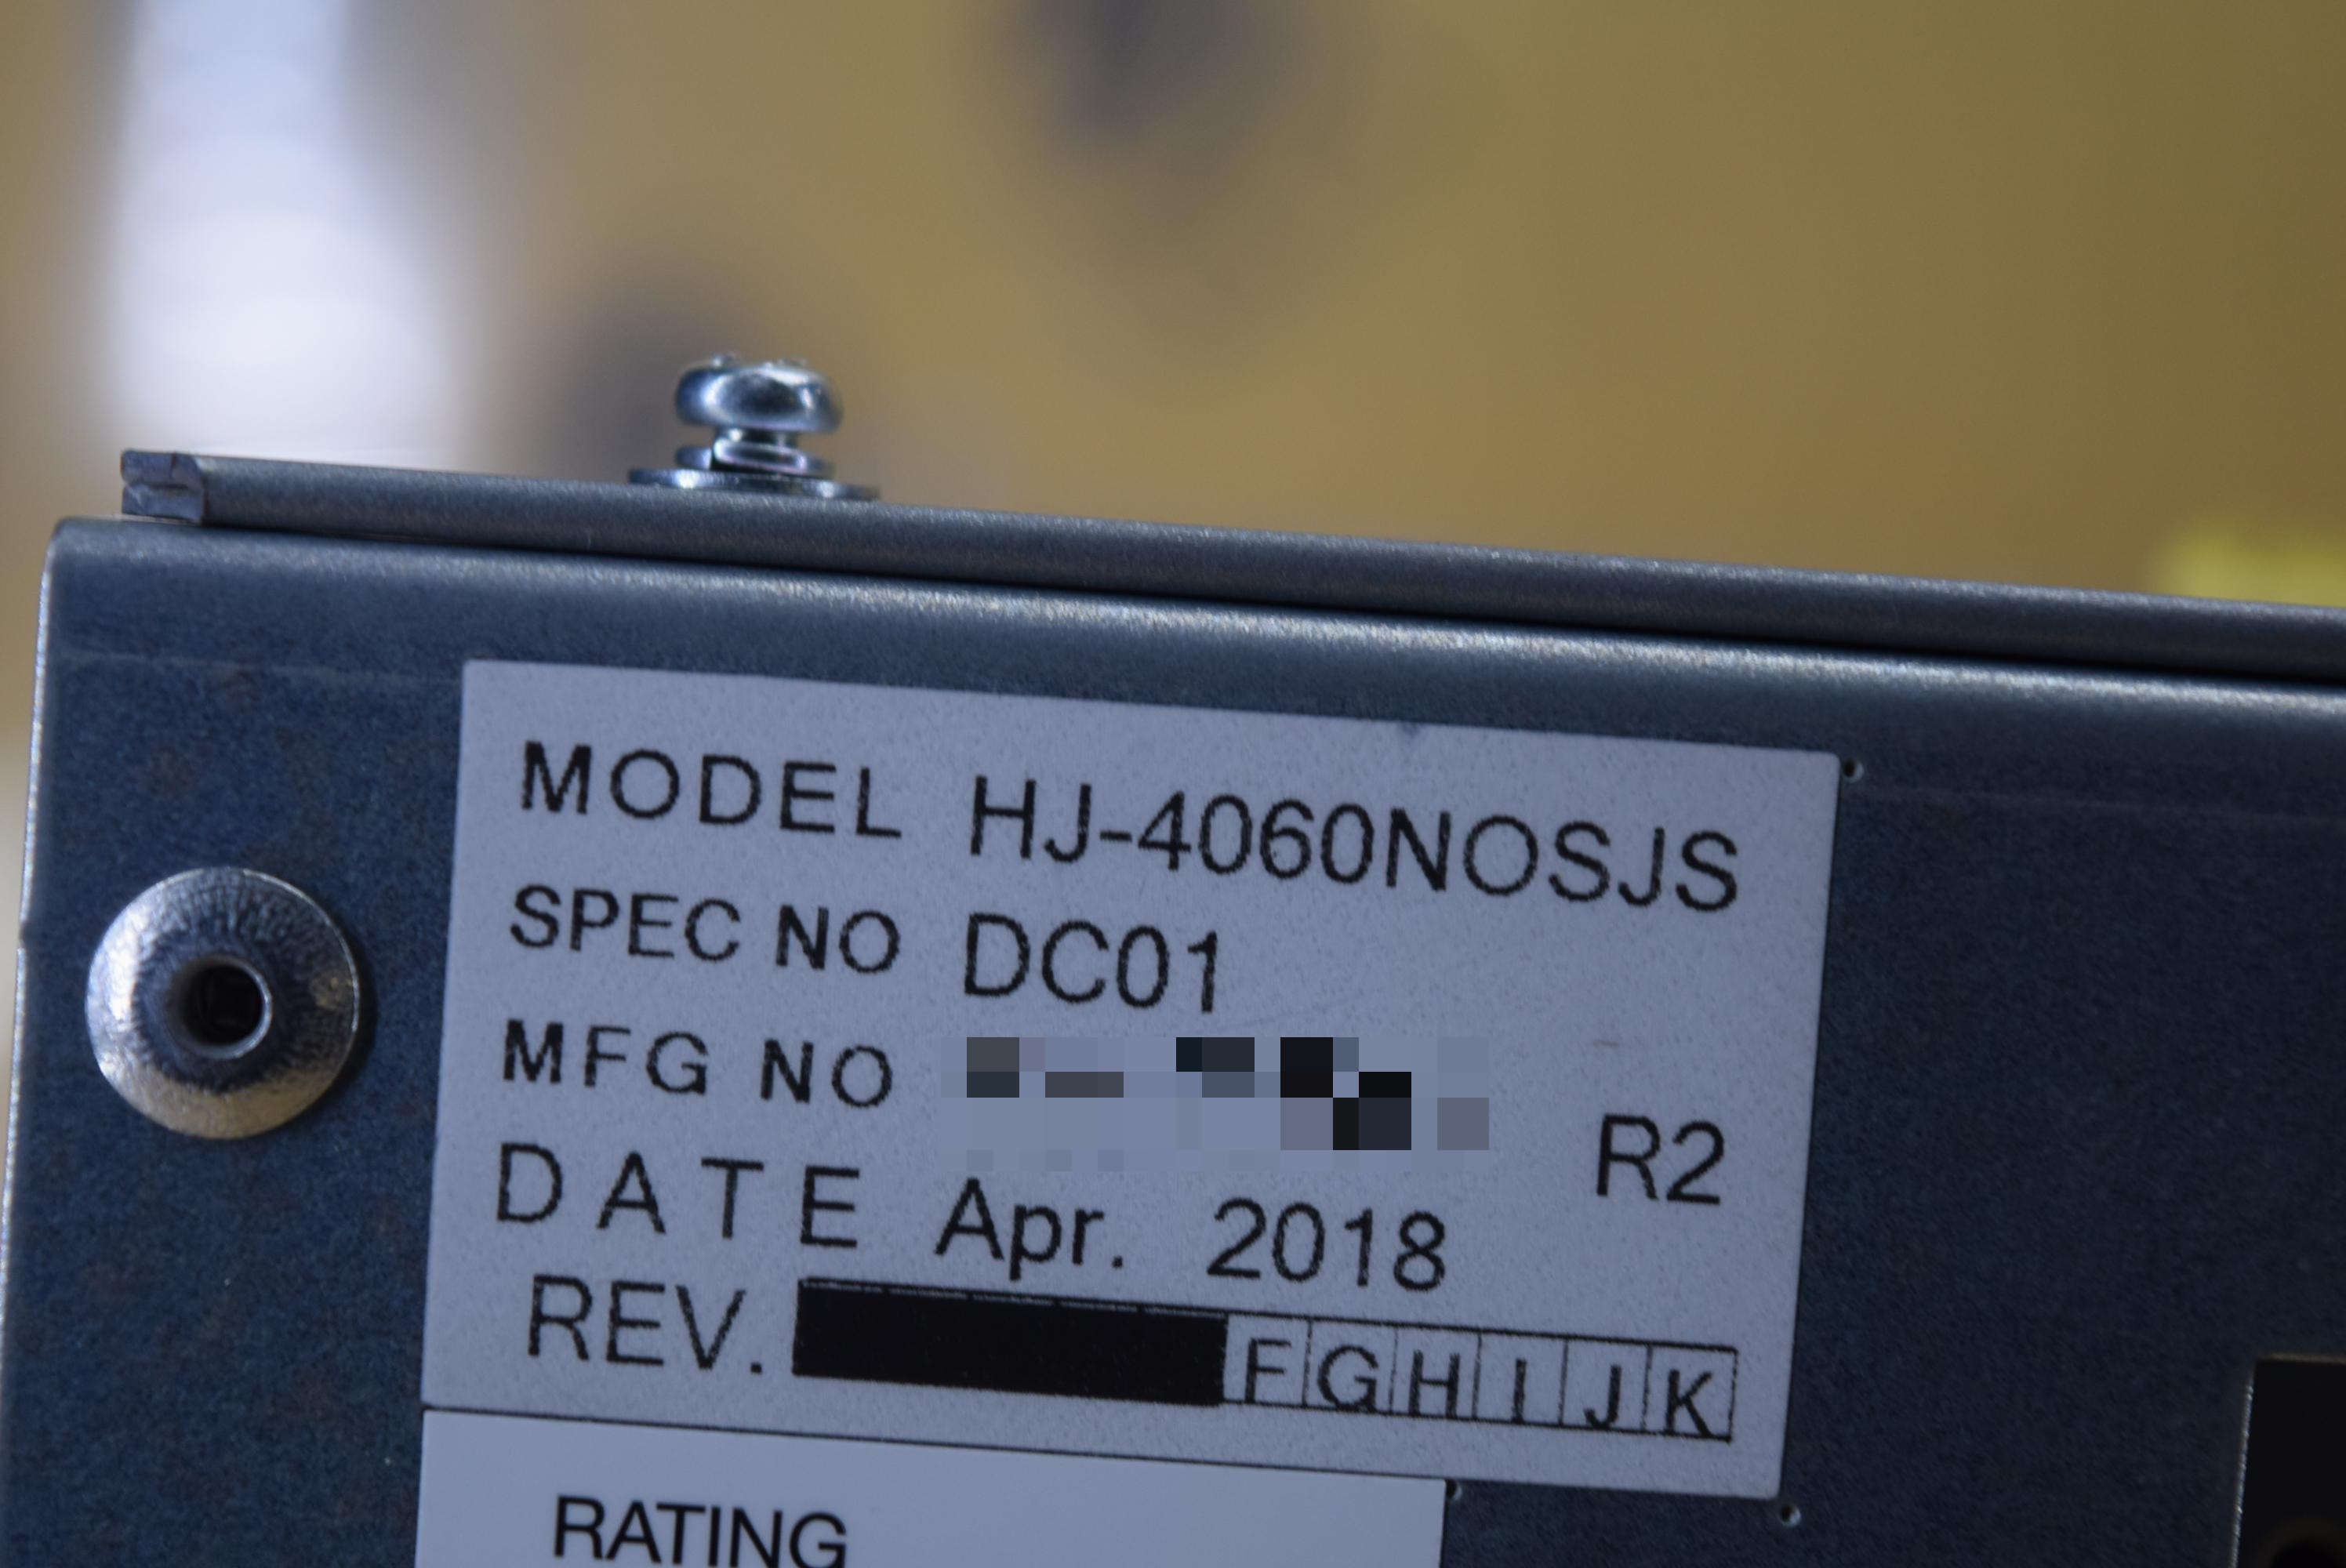 MODEL HJ-4060NOSJS
SPEC NO DC01
MFG NO
R2
DATE Apr. 2018
REV. F G H I J K
RATING